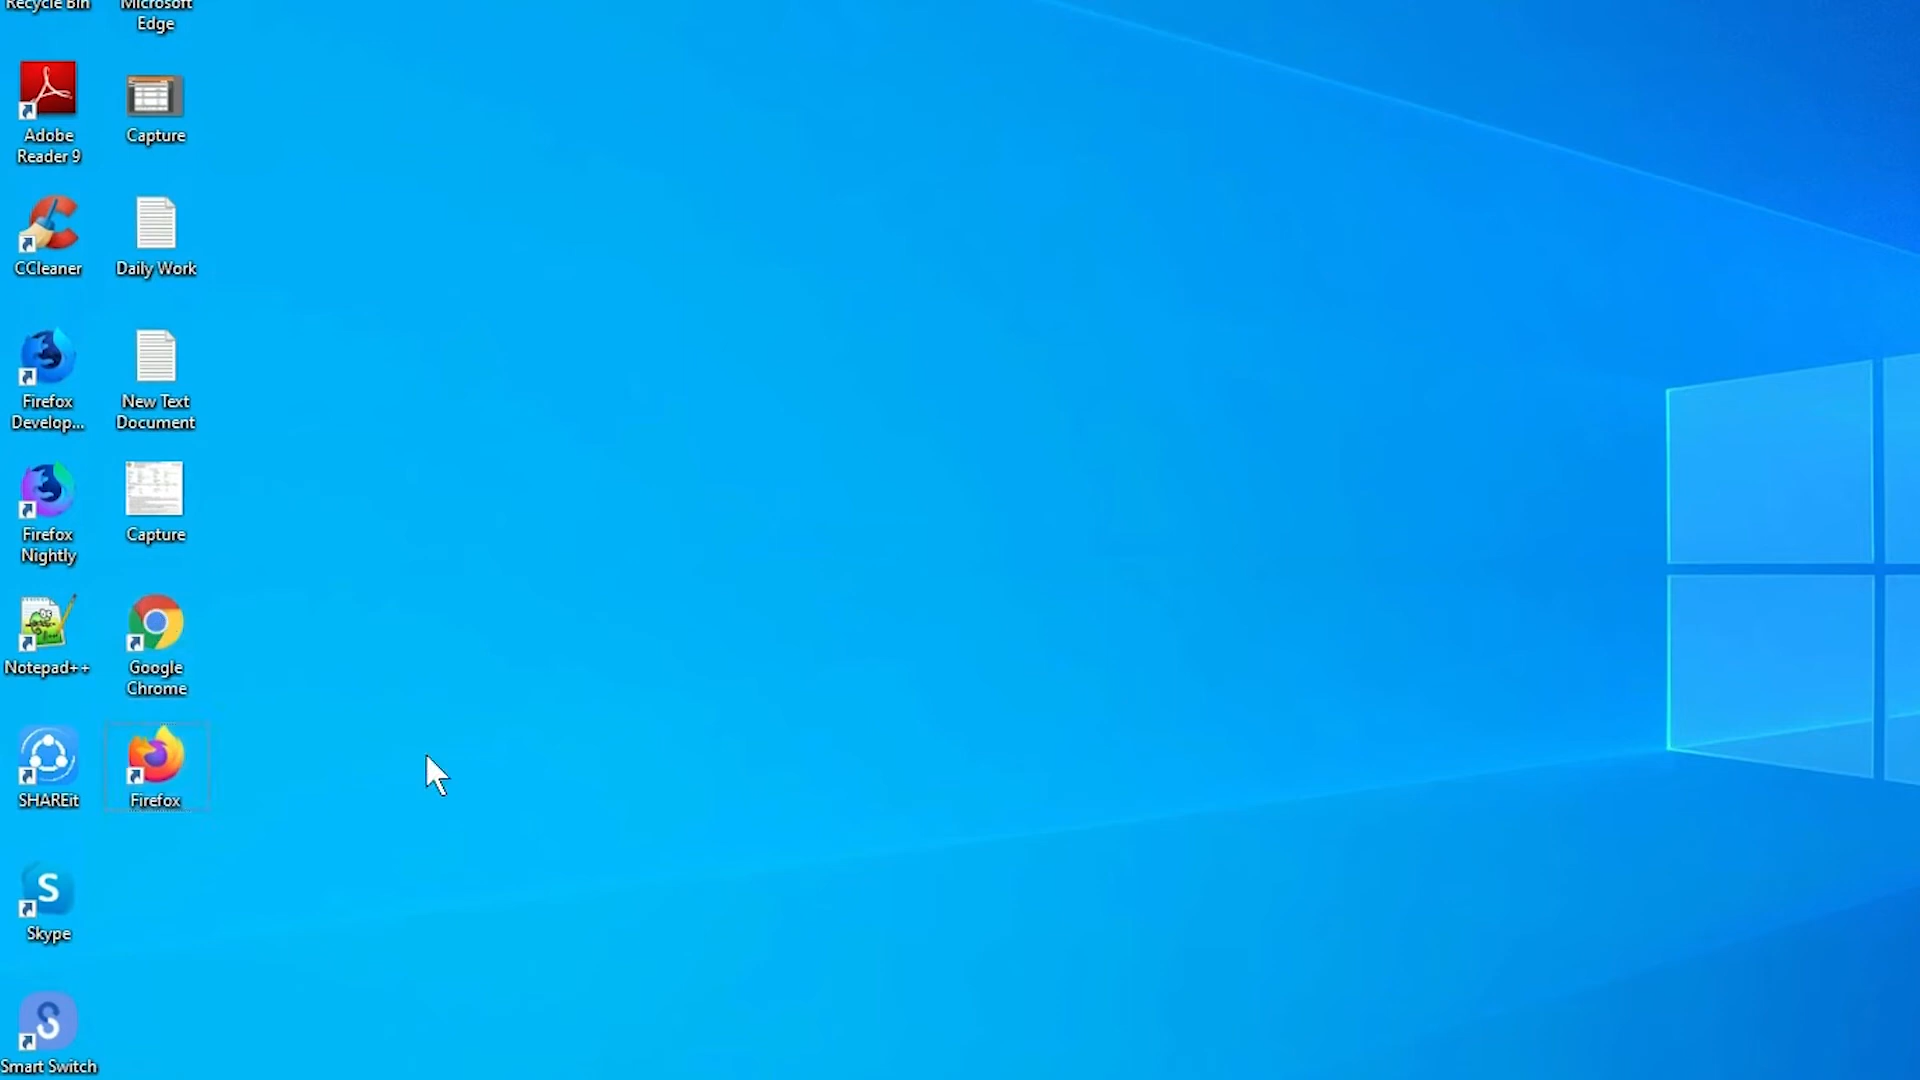 Recycle Bin
Microsoft
Edge
Adobe
Reader 9
Capture
CCleaner
Daily Work
Firefox
Develop...
New Text
Document
Firefox
Nightly
Capture
Notepad++
Google
Chrome
SHAREit
Firefox
Skype
Smart Switch